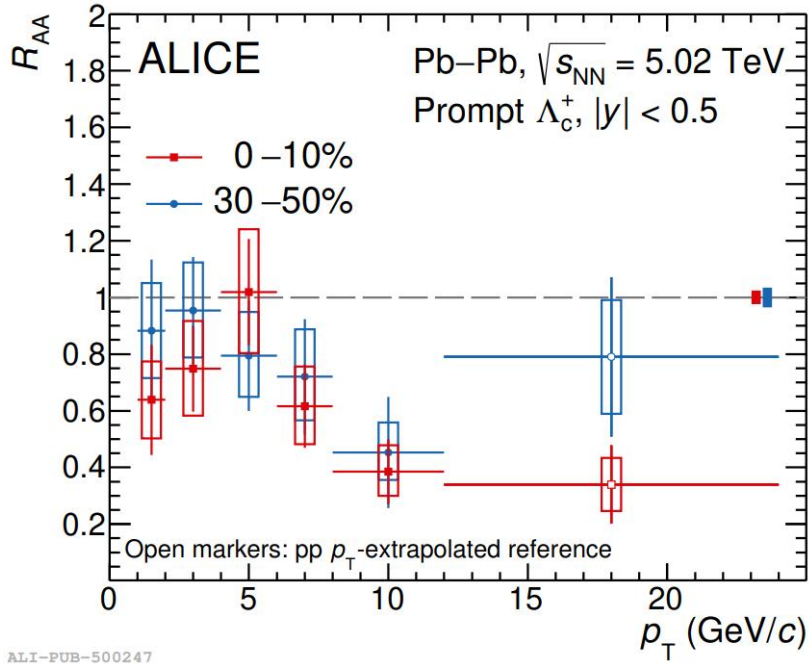 R_AA
ALICE
Pb–Pb, √s_NN = 5.02 TeV
Prompt Λ_c^+, |y| < 0.5
0 –10%
30 –50%
2
1.8
1.6
1.4
1.2
1
0.8
0.6
0.4
0.2
Open markers: pp p_T-extrapolated reference
0 5 10 15 20
p_T (GeV/c)
ALI-PUB-500247